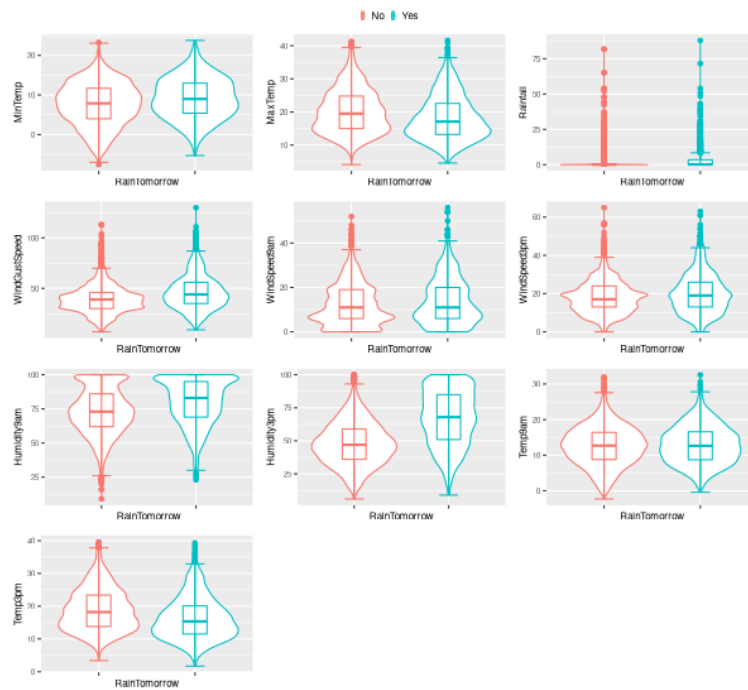 No Yes
MinTemp
20
10
0
RainTomorrow
MaxTemp
40
30
20
10
RainTomorrow
Rainfall
75
50
25
0
RainTomorrow
WindGustSpeed
100
50
RainTomorrow
WindSpeed9am
40
20
0
RainTomorrow
WindSpeed3pm
60
40
20
0
RainTomorrow
Humidity9am
100
75
50
25
RainTomorrow
Humidity3pm
100
75
50
25
RainTomorrow
Temp9am
30
20
10
0
RainTomorrow
Temp3pm
40
30
20
10
0
RainTomorrow